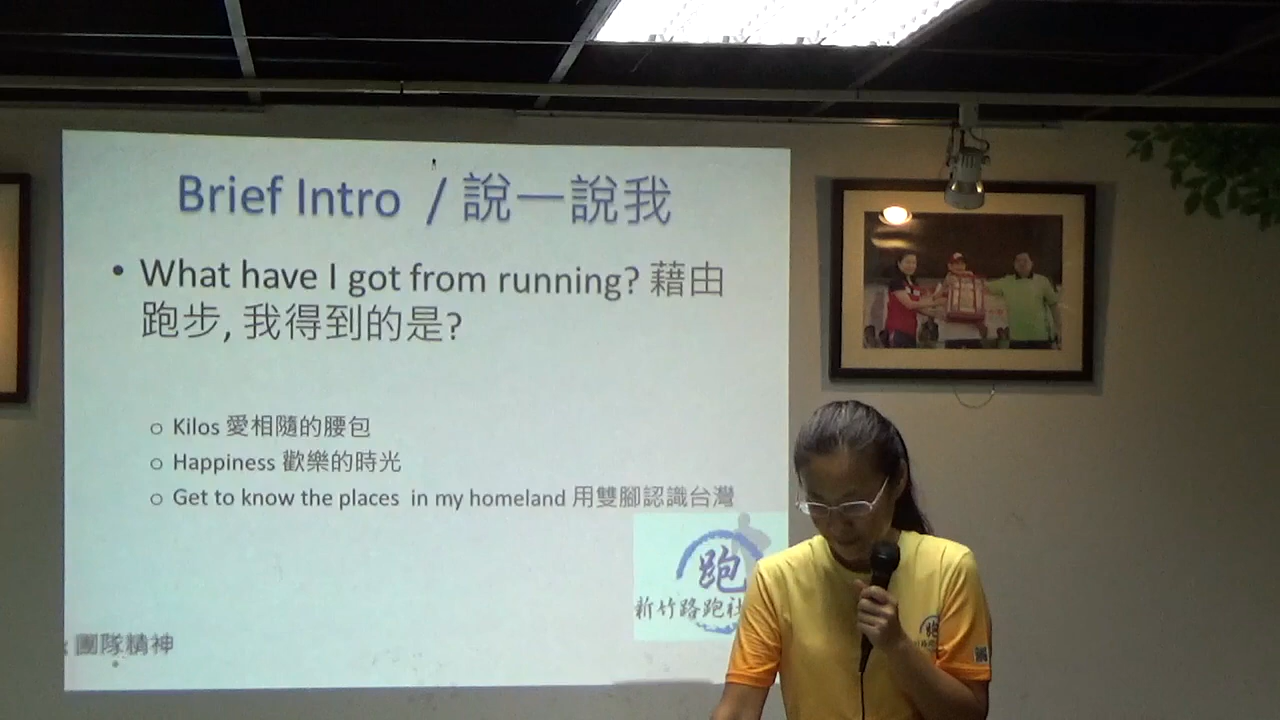 Brief Intro / 說一說我
• What have I got from running? 藉由
跑步, 我得到的是?
○ Kilos 愛相隨的腰包
○ Happiness 歡樂的時光
○ Get to know the places in my homeland 用雙腳認識台灣
跑
新竹路跑社
團隊精神
跑